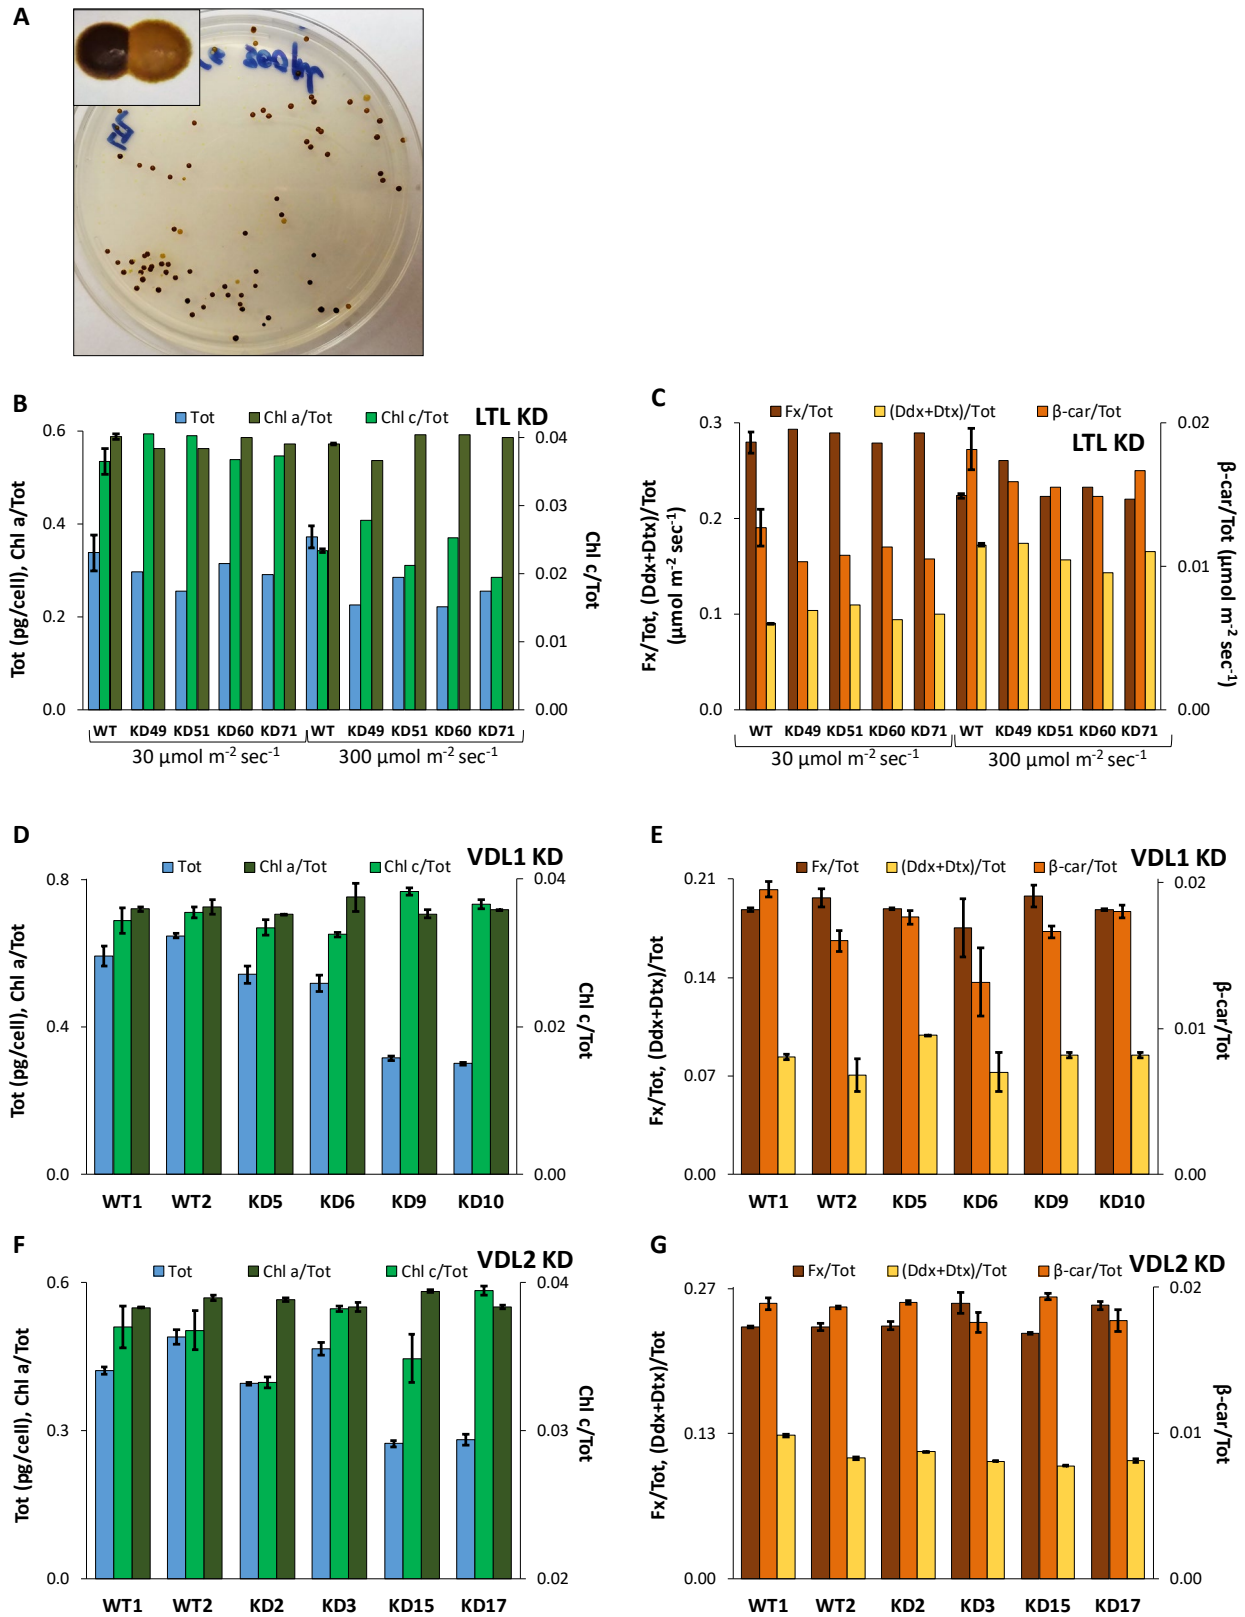 A
B
Tot
Chl a/Tot
Chl c/Tot
LTL KD
Tot (pg/cell), Chl a/Tot
0.6
0.4
0.2
0.0
Chl c/Tot
0.04
0.03
0.02
0.01
0.00
WT KD49 KD51 KD60 KD71 WT KD49 KD51 KD60 KD71
30 µmol m-2 sec-1
300 µmol m-2 sec-1
C
Fx/Tot
(Ddx+Dtx)/Tot
β-car/Tot
LTL KD
Fx/Tot, (Ddx+Dtx)/Tot
(µmol m-2 sec-1)
0.3
0.2
0.1
0.0
β-car/Tot (µmol m-2 sec-1)
0.02
0.01
0.00
WT KD49 KD51 KD60 KD71 WT KD49 KD51 KD60 KD71
30 µmol m-2 sec-1
300 µmol m-2 sec-1
D
Tot
Chl a/Tot
Chl c/Tot
VDL1 KD
Tot (pg/cell), Chl a/Tot
0.8
0.4
0.0
Chl c/Tot
0.04
0.02
0.00
WT1 WT2 KD5 KD6 KD9 KD10
E
Fx/Tot
(Ddx+Dtx)/Tot
β-car/Tot
VDL1 KD
Fx/Tot, (Ddx+Dtx)/Tot
0.21
0.14
0.07
0.00
β-car/Tot
0.02
0.01
0.00
WT1 WT2 KD5 KD6 KD9 KD10
F
Tot
Chl a/Tot
Chl c/Tot
VDL2 KD
Tot (pg/cell), Chl a/Tot
0.6
0.3
0.0
Chl c/Tot
0.04
0.03
0.02
WT1 WT2 KD2 KD3 KD15 KD17
G
Fx/Tot
(Ddx+Dtx)/Tot
β-car/Tot
VDL2 KD
Fx/Tot, (Ddx+Dtx)/Tot
0.27
0.13
0.00
β-car/Tot
0.02
0.01
0.00
WT1 WT2 KD2 KD3 KD15 KD17